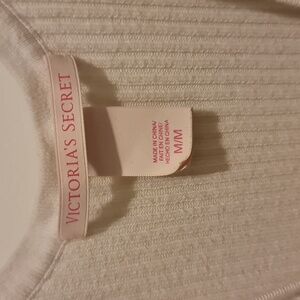 VICTORIA'S SECRET
MADE IN CHINA/
FAIT EN CHINE/
HECHO EN CHINA
M/M